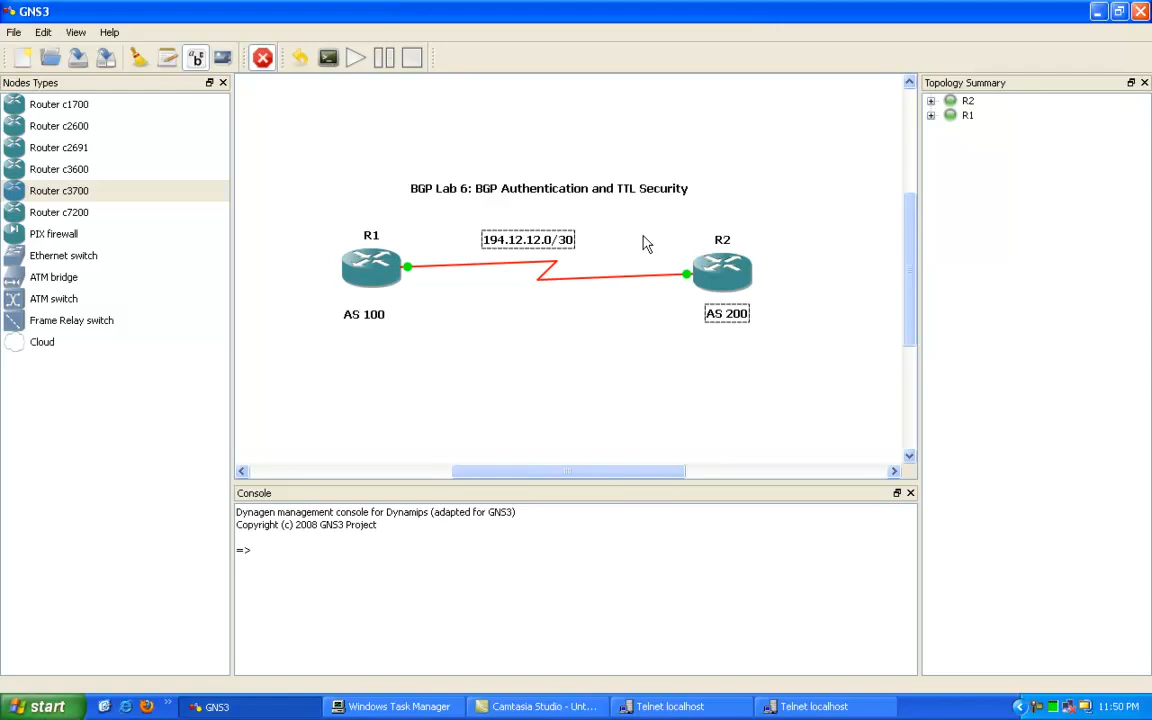 GNS3
File Edit View Help
Nodes Types
Router c1700
Router c2600
Router c2691
Router c3600
Router c3700
Router c7200
PIX firewall
Ethernet switch
ATM bridge
ATM switch
Frame Relay switch
Cloud
BGP Lab 6: BGP Authentication and TTL Security
R1
194.12.12.0/30
R2
AS 100
AS 200
Topology Summary
R2
R1
Console
Dynagen management console for Dynamips (adapted for GNS3)
Copyright (c) 2008 GNS3 Project
=>
start
GNS3
Windows Task Manager
Camtasia Studio - Unt...
Telnet localhost
Telnet localhost
11:50 PM